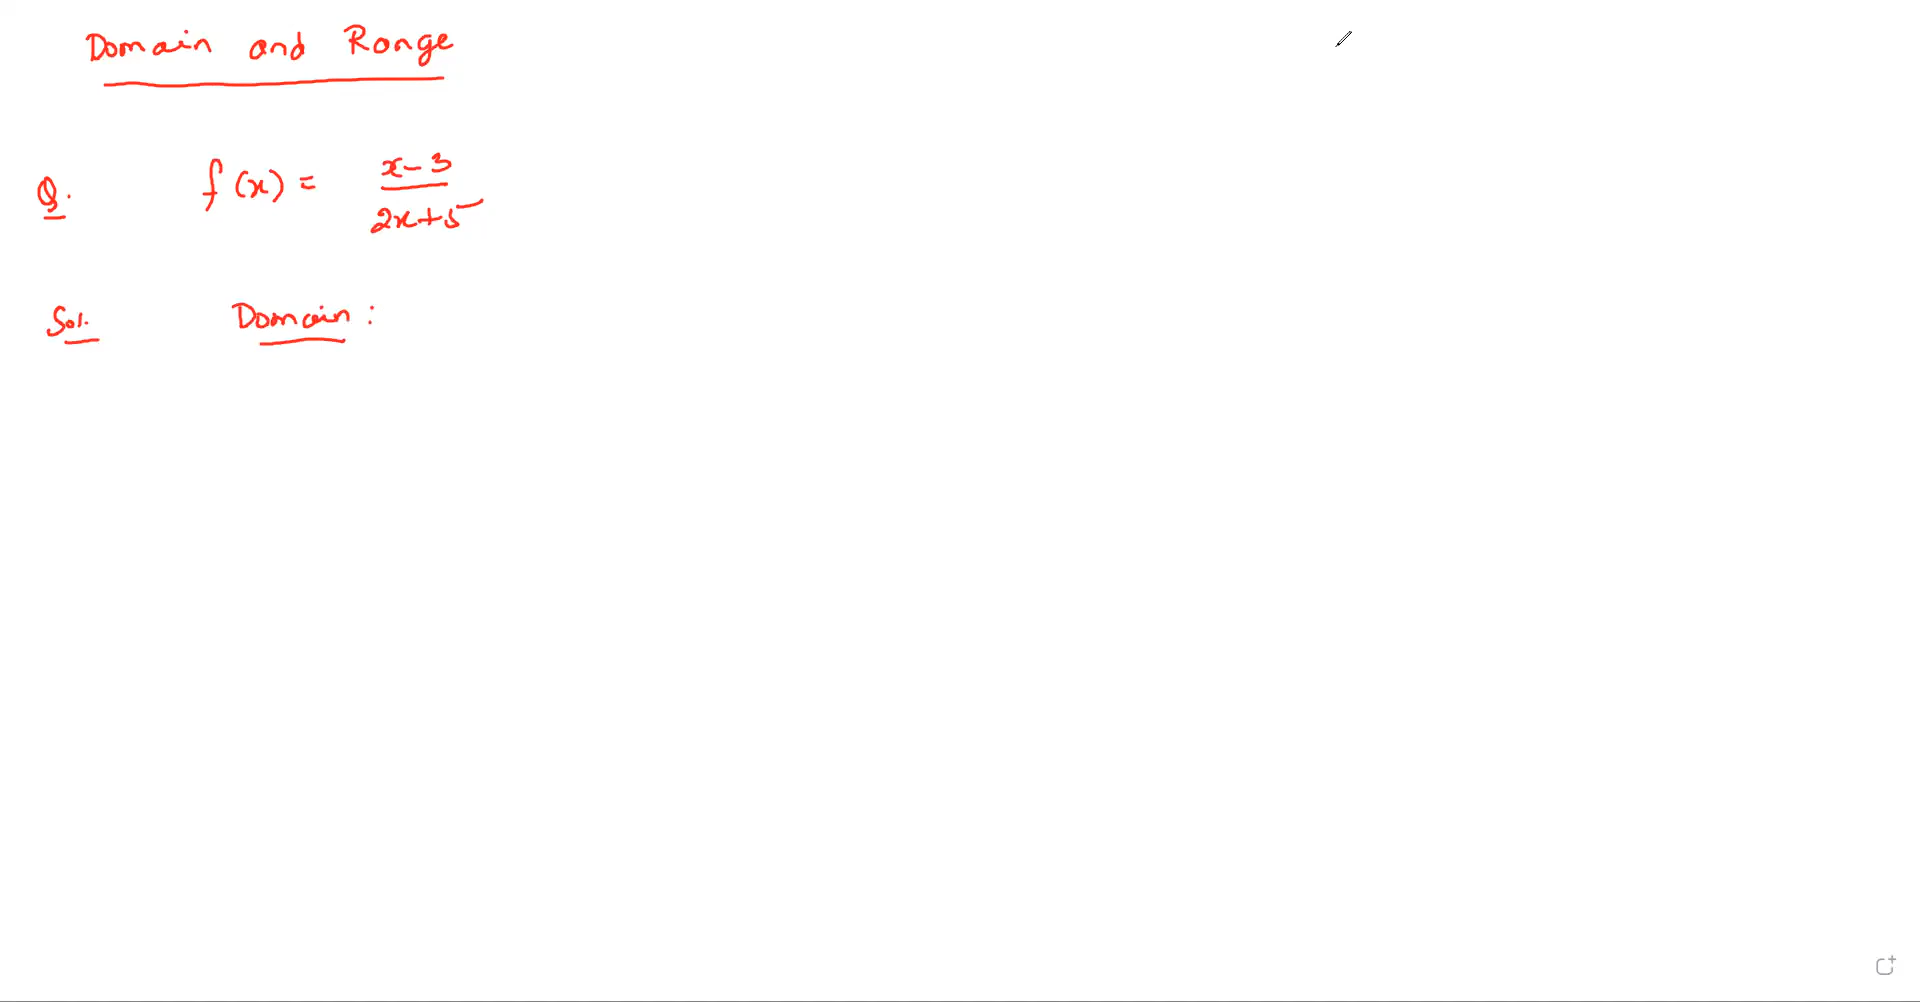 Domain and Range
Q. f(x) = x-3
2x+5
Sol. Domain :